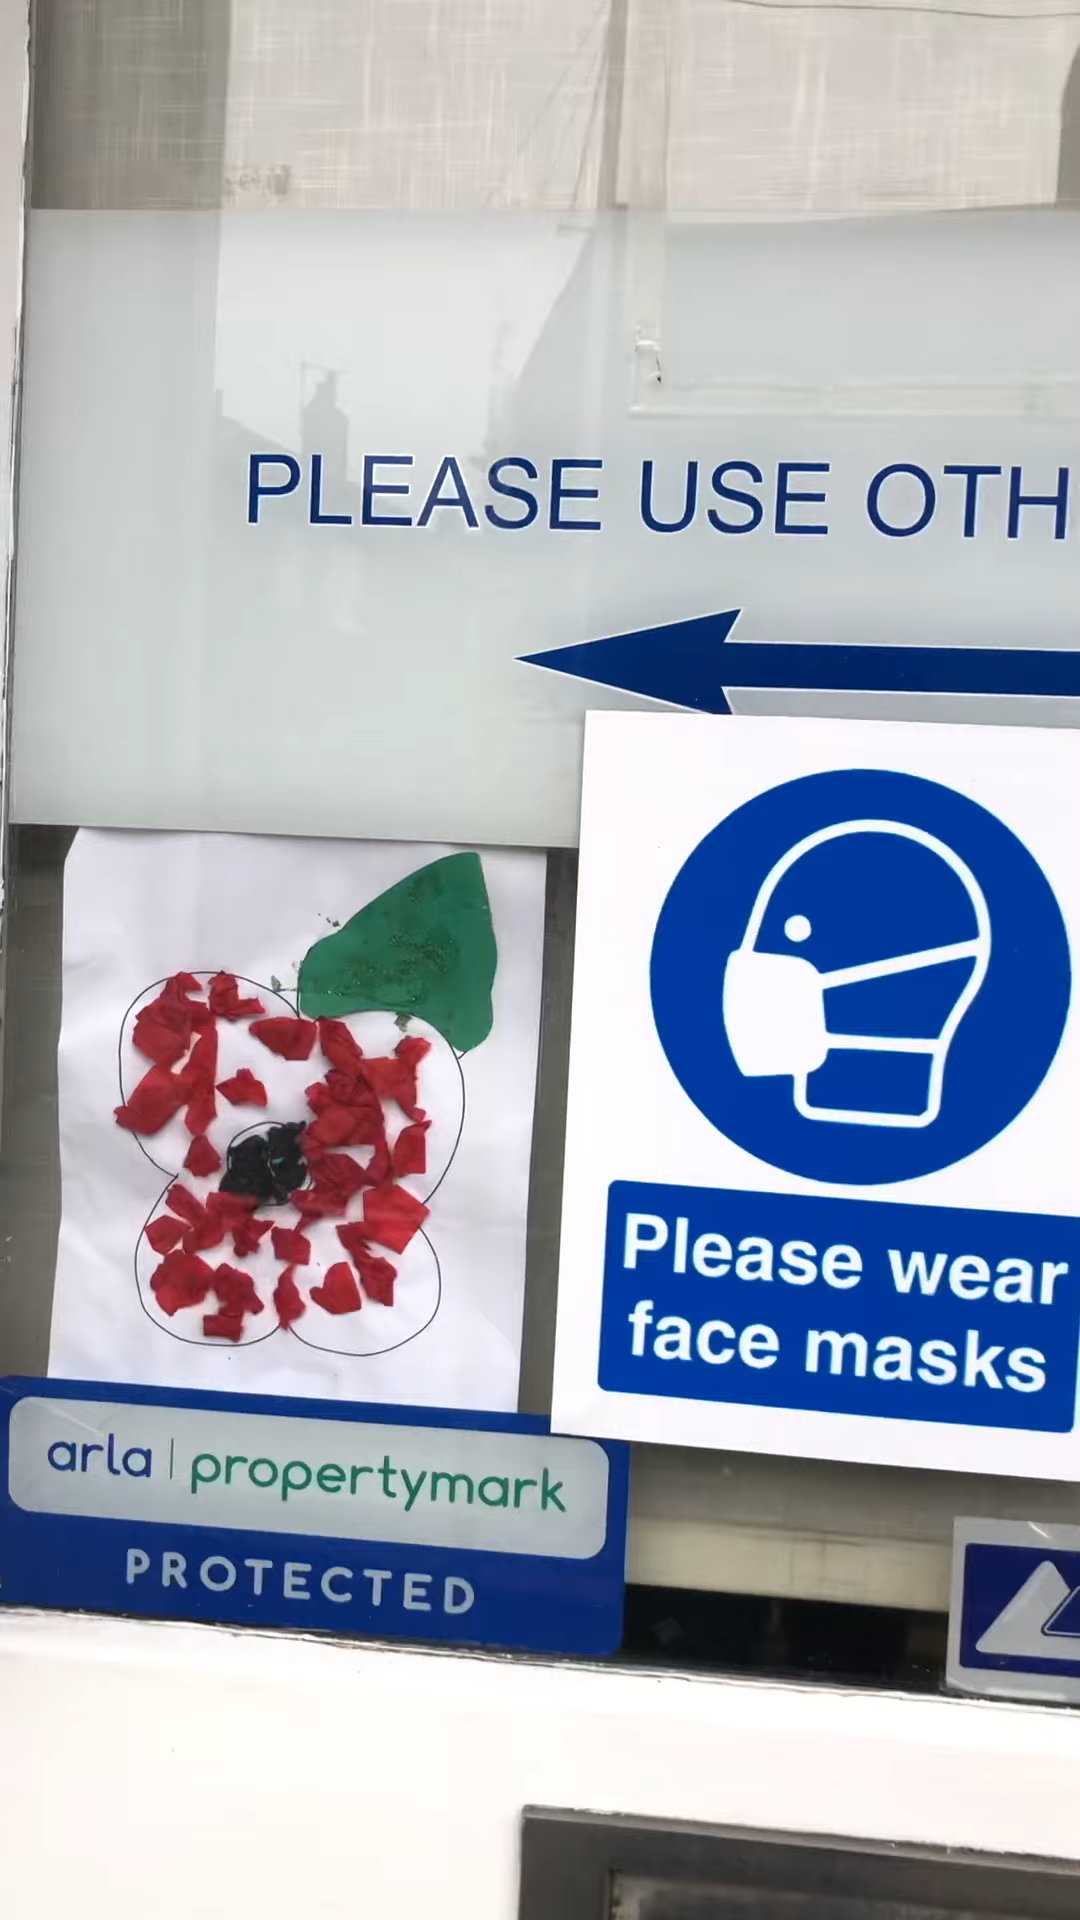 PLEASE USE OTH
Please wear
face masks
arla | propertymark
PROTECTED